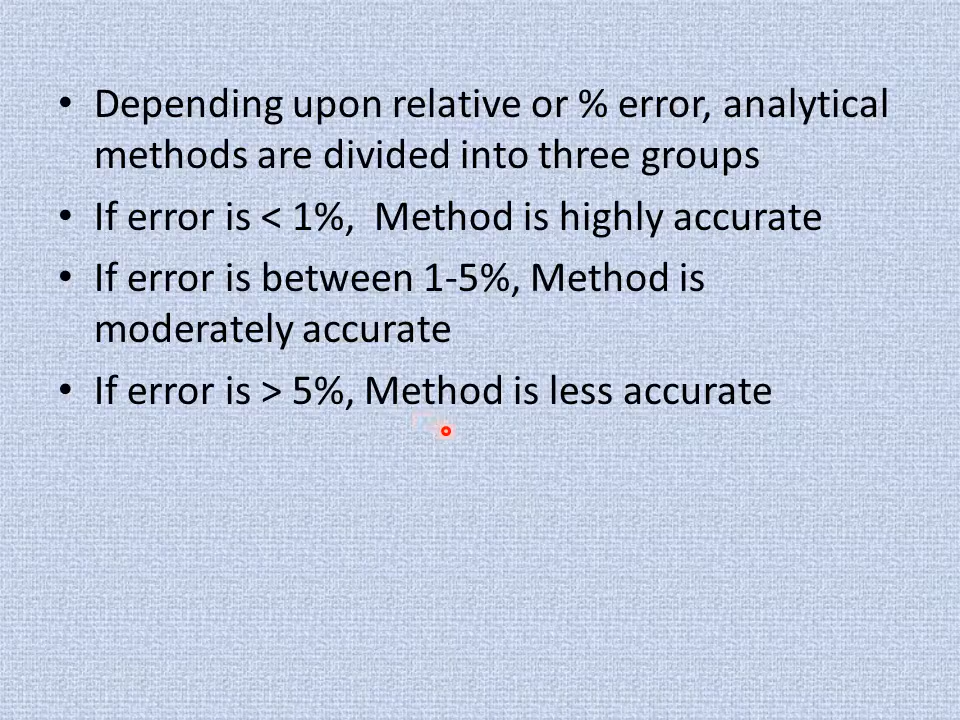 • Depending upon relative or % error, analytical
methods are divided into three groups
• If error is < 1%,  Method is highly accurate
• If error is between 1-5%, Method is
moderately accurate
• If error is > 5%, Method is less accurate